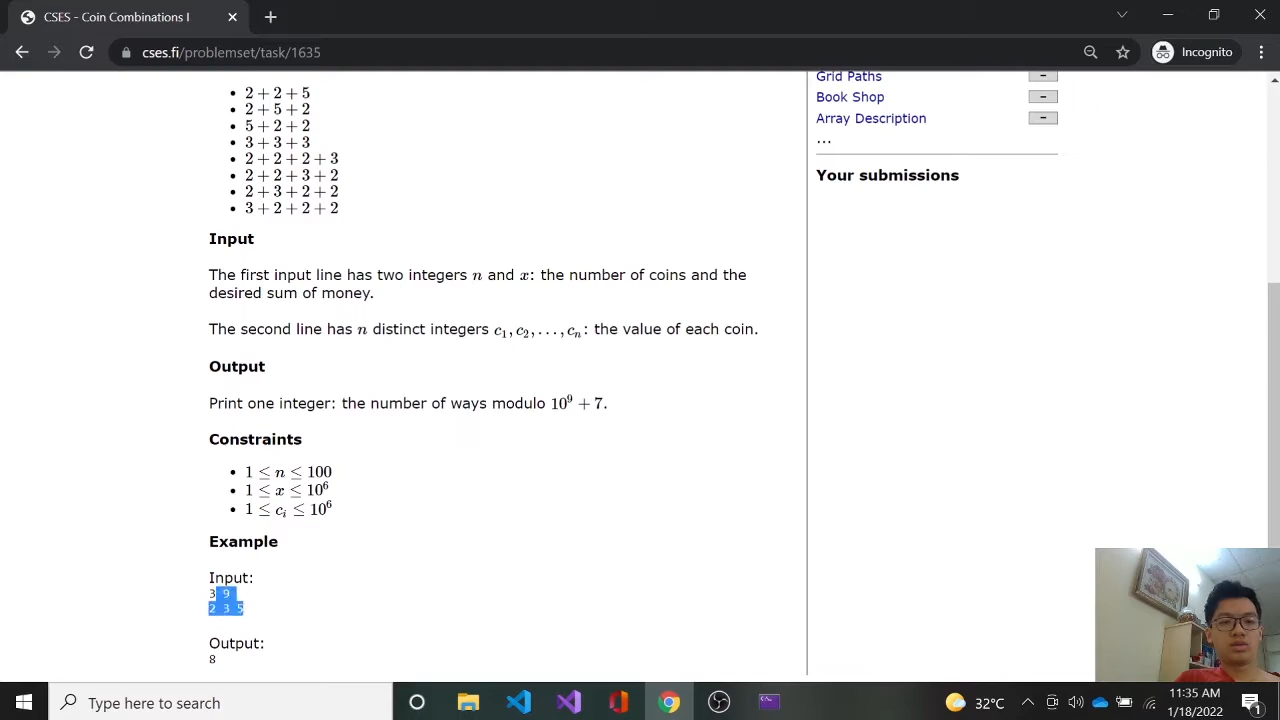 CSES - Coin Combinations I
cses.fi/problemset/task/1635
Incognito
2 + 2 + 5
2 + 5 + 2
5 + 2 + 2
3 + 3 + 3
2 + 2 + 2 + 3
2 + 2 + 3 + 2
2 + 3 + 2 + 2
3 + 2 + 2 + 2
Input
The first input line has two integers n and x: the number of coins and the
desired sum of money.
The second line has n distinct integers c₁, c₂, . . . , cₙ: the value of each coin.
Output
Print one integer: the number of ways modulo 10⁹ + 7.
Constraints
1 ≤ n ≤ 100
1 ≤ x ≤ 10⁶
1 ≤ cᵢ ≤ 10⁶
Example
Input:
3 9
2 3 5
Output:
8
Grid Paths –
Book Shop –
Array Description –
...
Your submissions
Type here to search
32°C
11:35 AM
1/18/2022
1